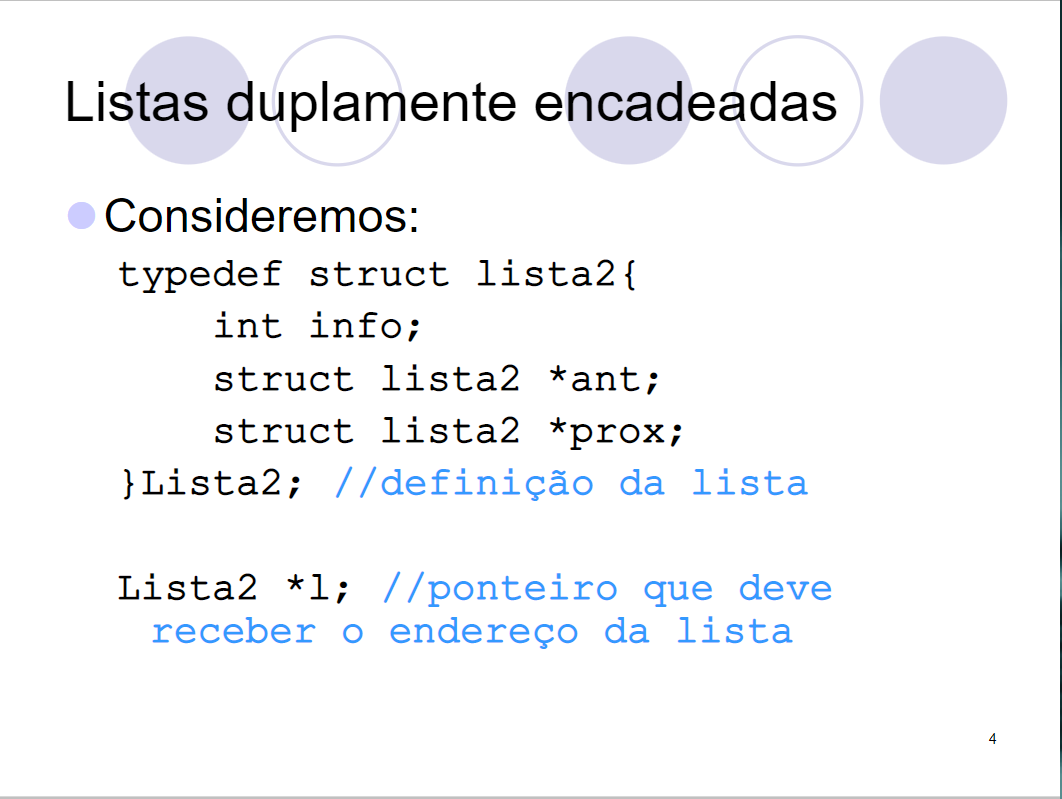 Listas duplamente encadeadas
Consideremos:
typedef struct lista2{
    int info;
    struct lista2 *ant;
    struct lista2 *prox;
}Lista2; //definição da lista
Lista2 *l; //ponteiro que deve
receber o endereço da lista
4